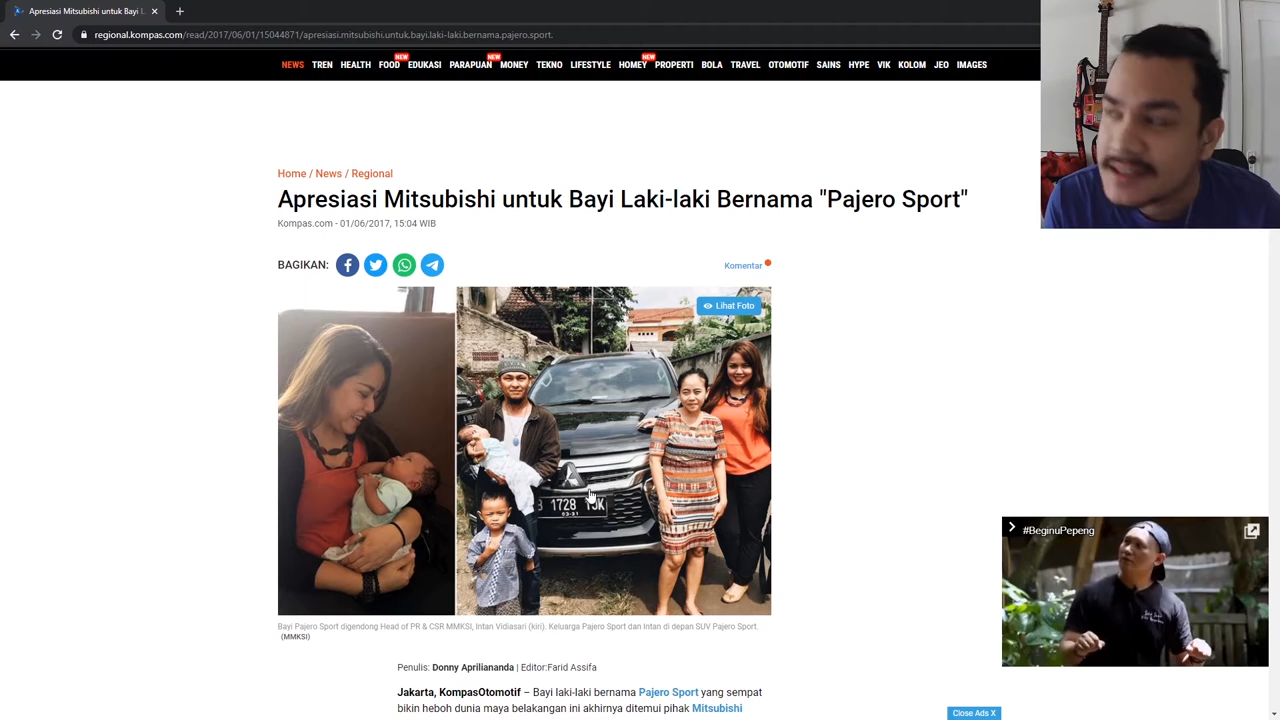 Apresiasi Mitsubishi untuk Bayi L
regional.kompas.com/read/2017/06/01/15044871/apresiasi.mitsubishi.untuk.bayi.laki-laki.bernama.pajero.sport.
NEWS TREN HEALTH FOOD NEW EDUKASI PARAPUAN NEW MONEY TEKNO LIFESTYLE HOMEY NEW PROPERTI BOLA TRAVEL OTOMOTIF SAINS HYPE VIK KOLOM JEO IMAGES
Home / News / Regional
Apresiasi Mitsubishi untuk Bayi Laki-laki Bernama "Pajero Sport"
Kompas.com - 01/06/2017, 15:04 WIB
BAGIKAN:
Komentar
Lihat Foto
03·21
#BeginuPepeng
Bayi Pajero Sport digendong Head of PR & CSR MMKSI, Intan Vidiasari (kiri). Keluarga Pajero Sport dan Intan di depan SUV Pajero Sport.
(MMKSI)
Penulis: Donny Apriliananda | Editor:Farid Assifa
Jakarta, KompasOtomotif – Bayi laki-laki bernama Pajero Sport yang sempat
bikin heboh dunia maya belakangan ini akhirnya ditemui pihak Mitsubishi
Close Ads X